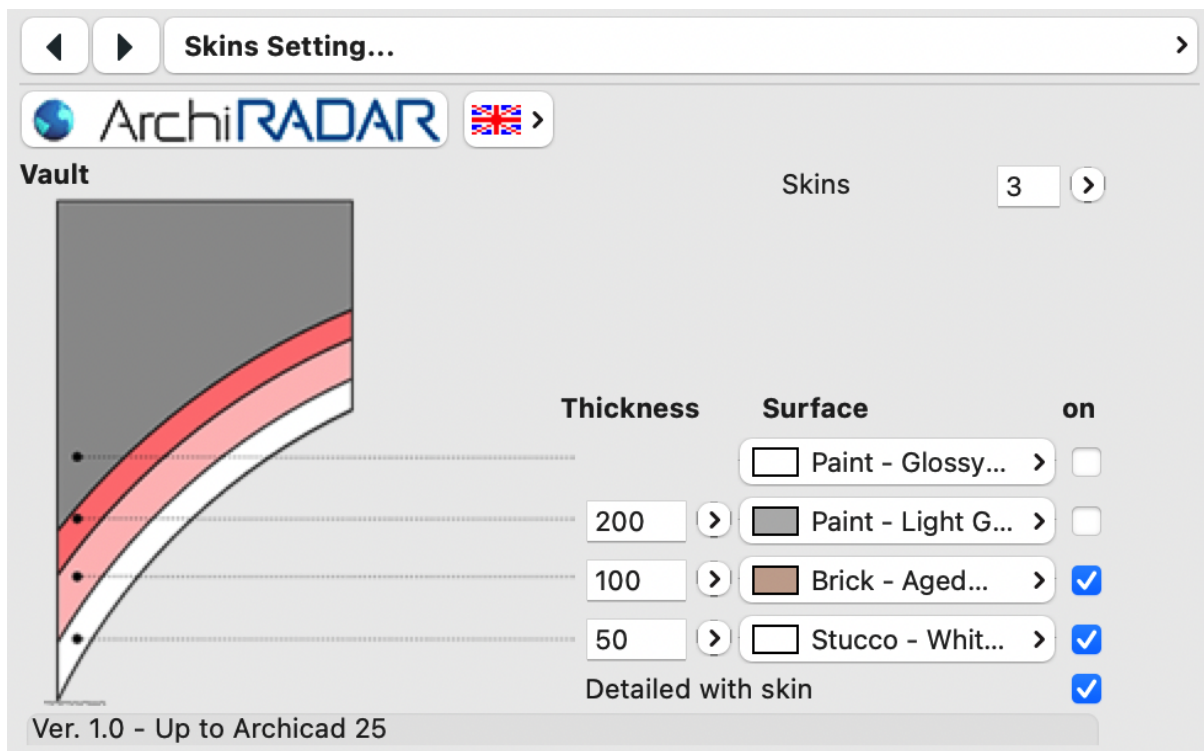 Skins Setting...
ArchiRADAR
Vault
Skins 3
Thickness Surface on
Paint - Glossy...
200 Paint - Light G...
100 Brick - Aged...
50 Stucco - Whit...
Detailed with skin
Ver. 1.0 - Up to Archicad 25